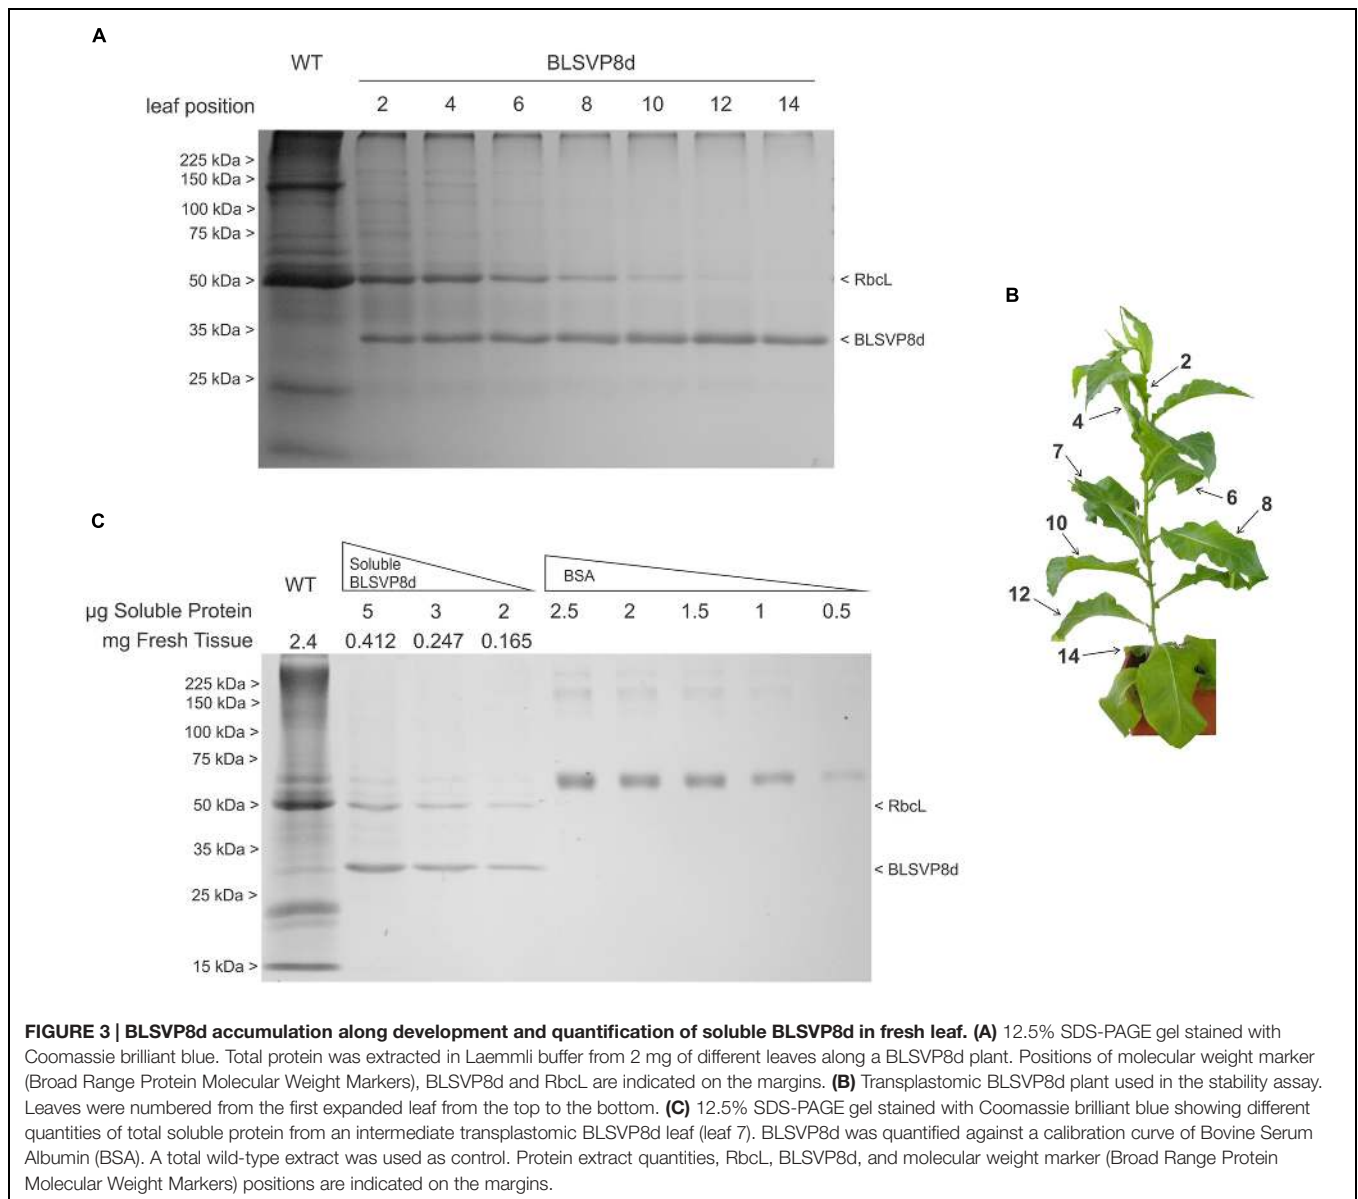 A
WT BLSVP8d
leaf position 2 4 6 8 10 12 14
225 kDa >
150 kDa >
100 kDa >
75 kDa >
50 kDa >
< RbcL
35 kDa >
< BLSVP8d
25 kDa >
B
2
4
7
6
8
10
12
14
C
WT
Soluble
BLSVP8d
BSA
µg Soluble Protein 5 3 2 2.5 2 1.5 1 0.5
mg Fresh Tissue 2.4 0.412 0.247 0.165
225 kDa >
150 kDa >
100 kDa >
75 kDa >
50 kDa >
< RbcL
35 kDa >
< BLSVP8d
25 kDa >
15 kDa >
FIGURE 3 | BLSVP8d accumulation along development and quantification of soluble BLSVP8d in fresh leaf. (A) 12.5% SDS-PAGE gel stained with
Coomassie brilliant blue. Total protein was extracted in Laemmli buffer from 2 mg of different leaves along a BLSVP8d plant. Positions of molecular weight marker
(Broad Range Protein Molecular Weight Markers), BLSVP8d and RbcL are indicated on the margins. (B) Transplastomic BLSVP8d plant used in the stability assay.
Leaves were numbered from the first expanded leaf from the top to the bottom. (C) 12.5% SDS-PAGE gel stained with Coomassie brilliant blue showing different
quantities of total soluble protein from an intermediate transplastomic BLSVP8d leaf (leaf 7). BLSVP8d was quantified against a calibration curve of Bovine Serum
Albumin (BSA). A total wild-type extract was used as control. Protein extract quantities, RbcL, BLSVP8d, and molecular weight marker (Broad Range Protein
Molecular Weight Markers) positions are indicated on the margins.